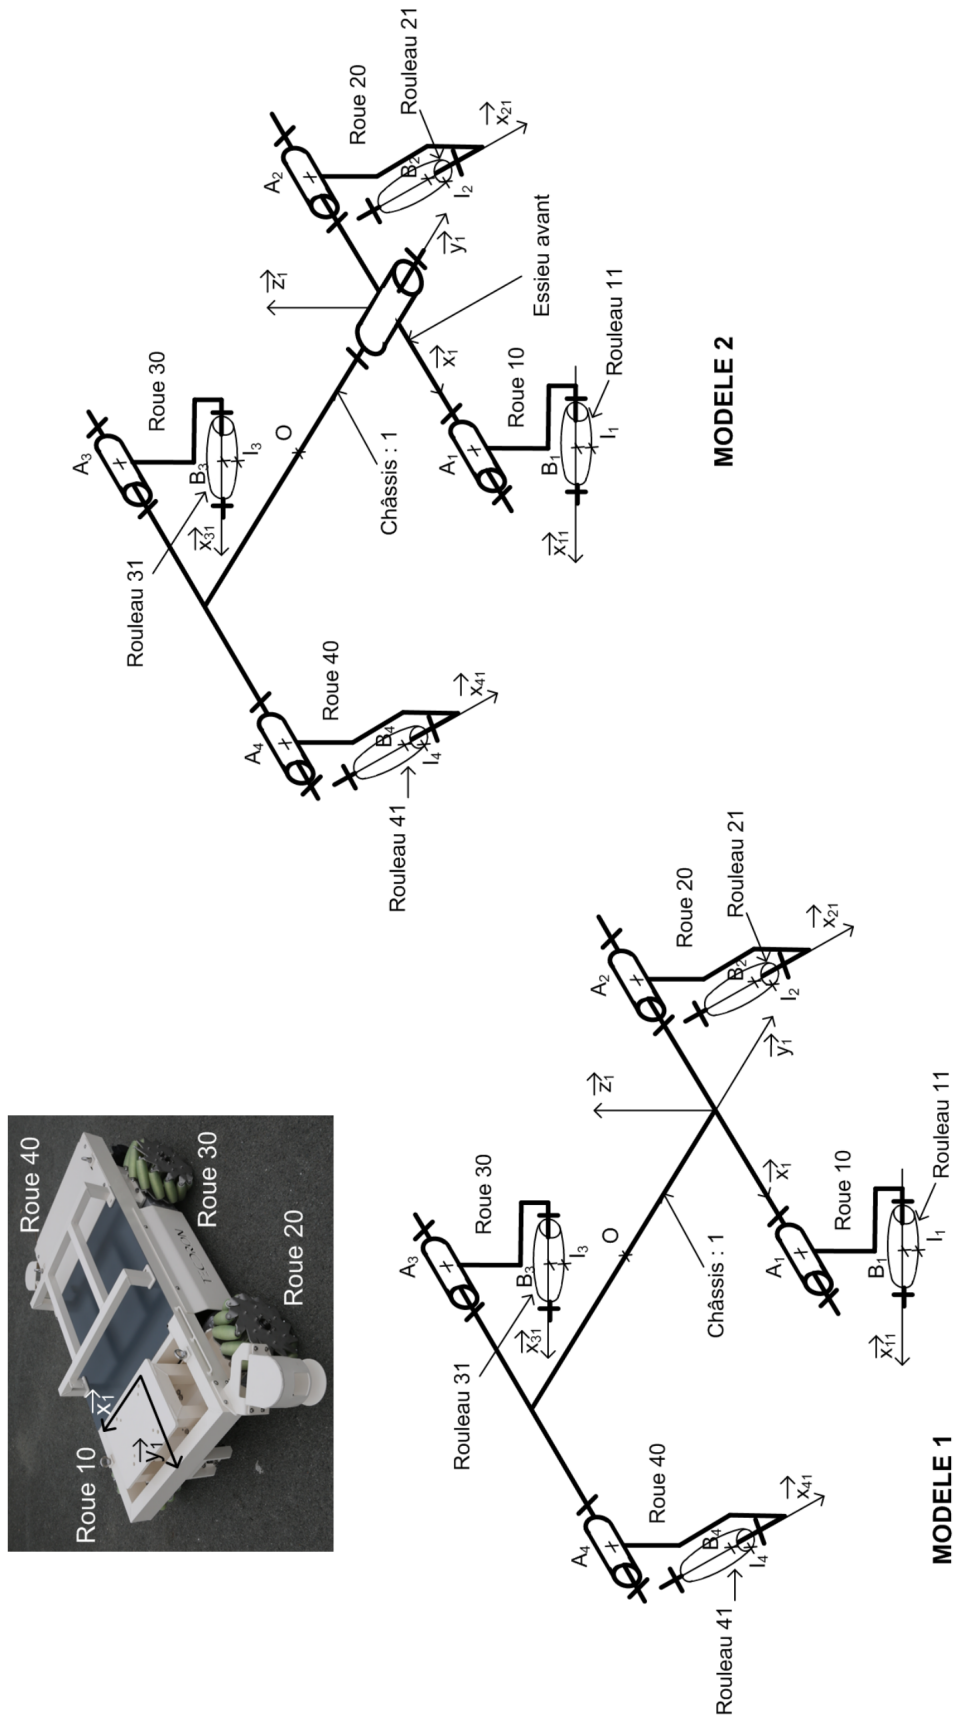 Roue 40
Roue 10
x1
y1
Roue 30
Roue 20
A3
Roue 30
Rouleau 31
x31
B3
I3
A4
Roue 40
Rouleau 41
B4
I4
x41
O
Châssis : 1
z1
y1
x1
A2
Roue 20
Rouleau 21
B2
I2
x21
A1
Roue 10
B1
I1
Rouleau 11
x11
MODELE 1
A3
Roue 30
Rouleau 31
x31
B3
I3
A4
Roue 40
Rouleau 41
B4
I4
x41
O
Châssis : 1
z1
y1
x1
Essieu avant
A2
Roue 20
Rouleau 21
B2
I2
x21
A1
Roue 10
B1
I1
Rouleau 11
x11
MODELE 2